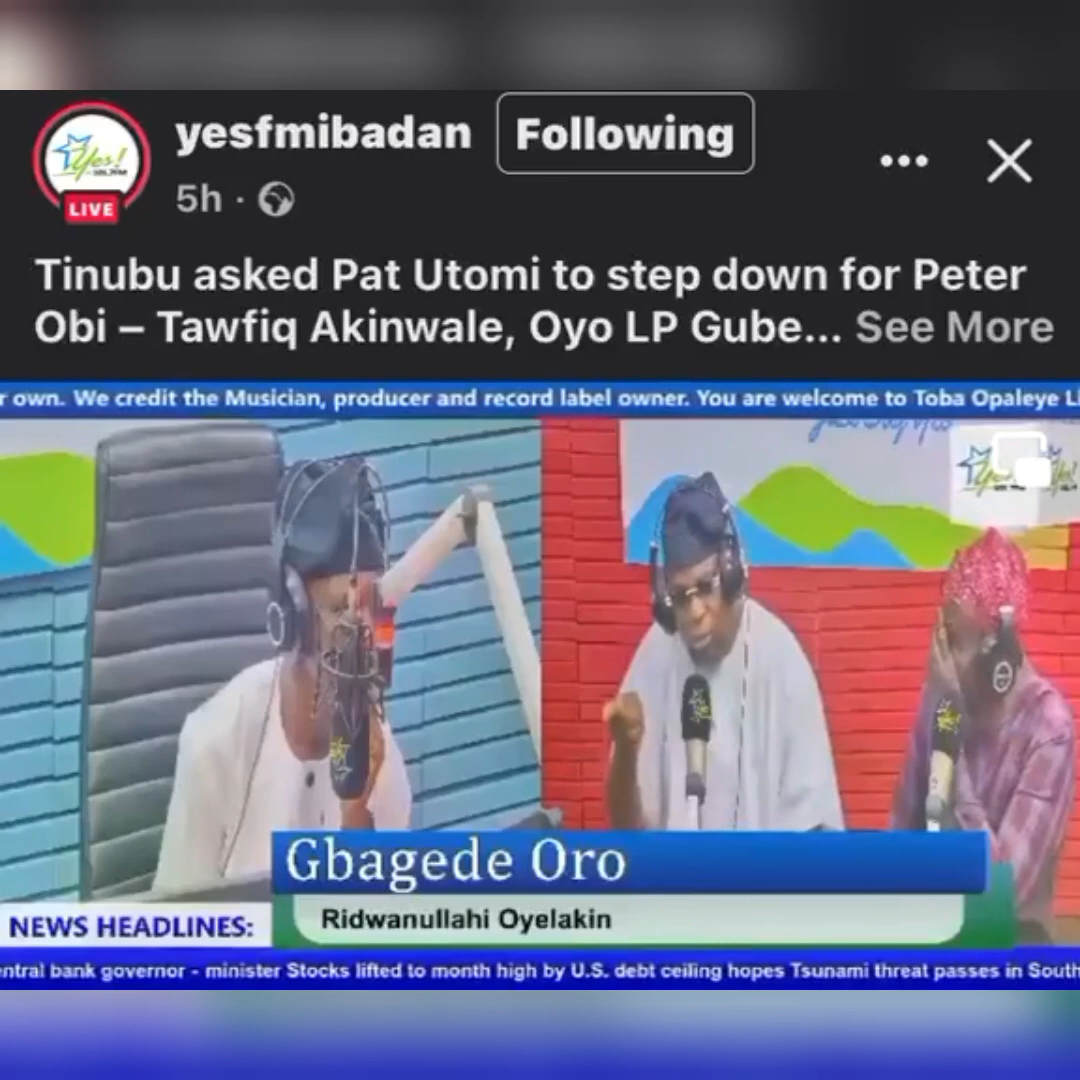 yesfmibadan
Following
Yes!
LIVE
5h ·
Tinubu asked Pat Utomi to step down for Peter
Obi – Tawfiq Akinwale, Oyo LP Gube... See More
r own. We credit the Musician, producer and record label owner. You are welcome to Toba Opaleye Li
Gbagede Oro
NEWS HEADLINES:
Ridwanullahi Oyelakin
entral bank governor - minister Stocks lifted to month high by U.S. debt ceiling hopes Tsunami threat passes in South